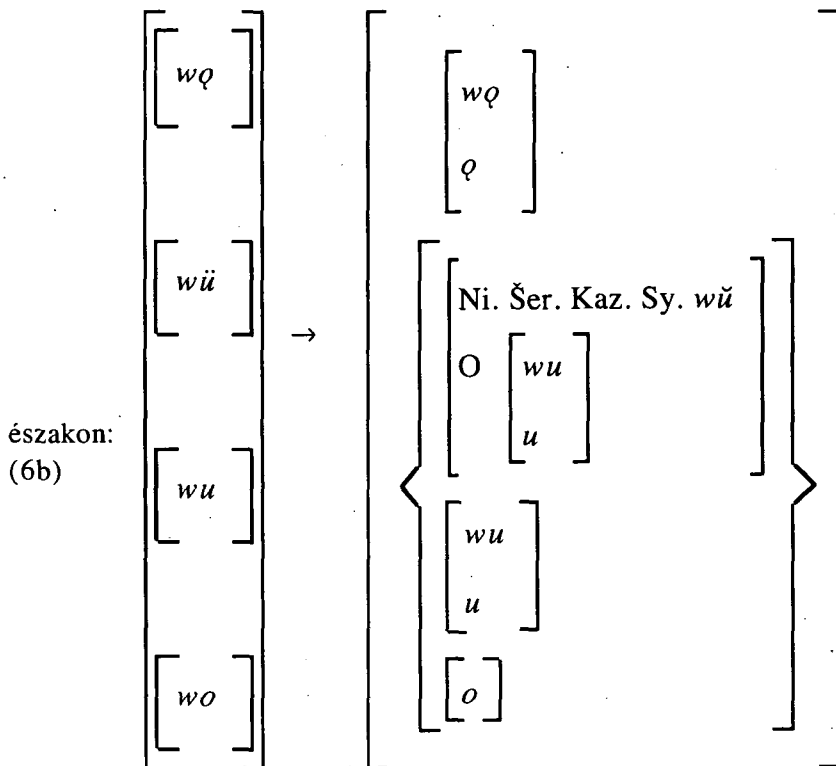 wǫ
wǫ
ǫ
wü
→
Ni. Šer. Kaz. Sy. wŭ
O wu
u
északon:
(6b)
wu
wu
u
wo
o